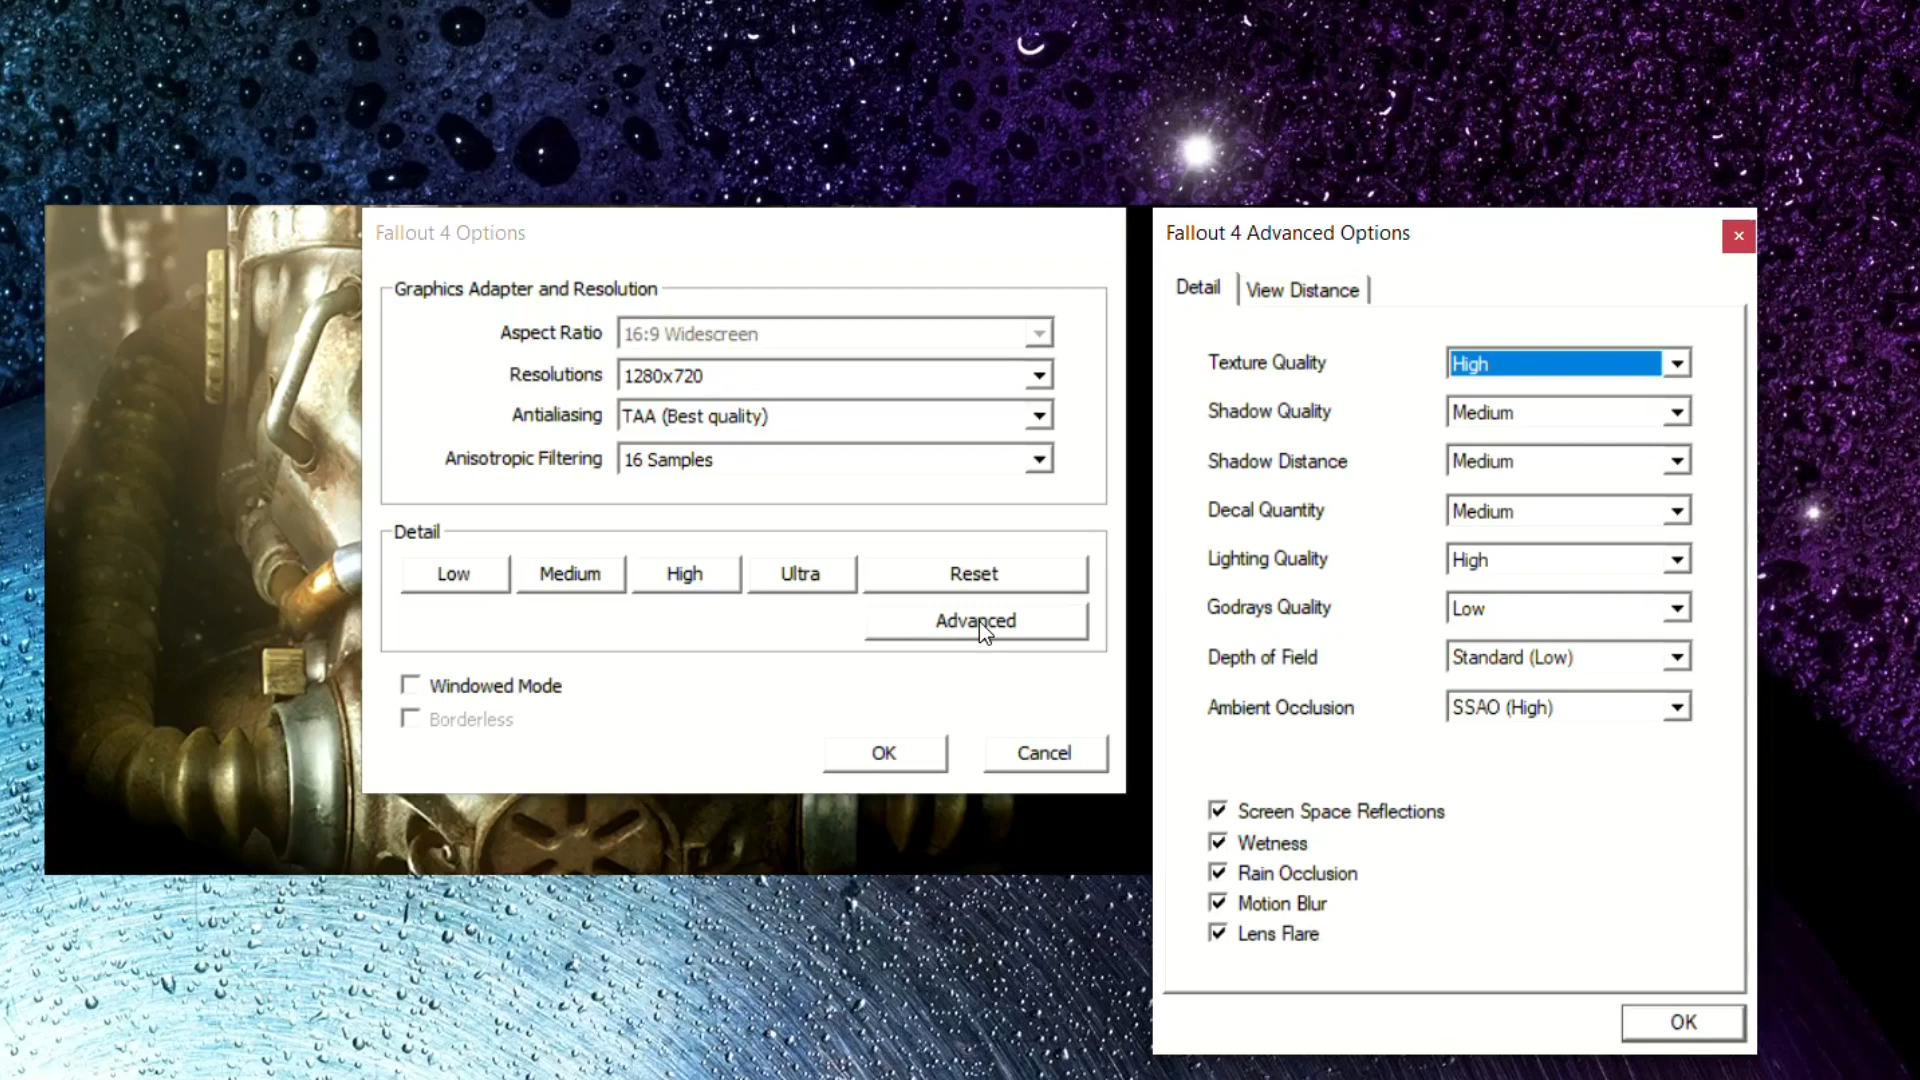 Fallout 4 Options
Graphics Adapter and Resolution
Aspect Ratio 16:9 Widescreen
Resolutions 1280x720
Antialiasing TAA (Best quality)
Anisotropic Filtering 16 Samples
Detail
Low Medium High Ultra Reset
Advanced
Windowed Mode
Borderless
OK Cancel
Fallout 4 Advanced Options
Detail View Distance
Texture Quality High
Shadow Quality Medium
Shadow Distance Medium
Decal Quantity Medium
Lighting Quality High
Godrays Quality Low
Depth of Field Standard (Low)
Ambient Occlusion SSAO (High)
Screen Space Reflections
Wetness
Rain Occlusion
Motion Blur
Lens Flare
OK